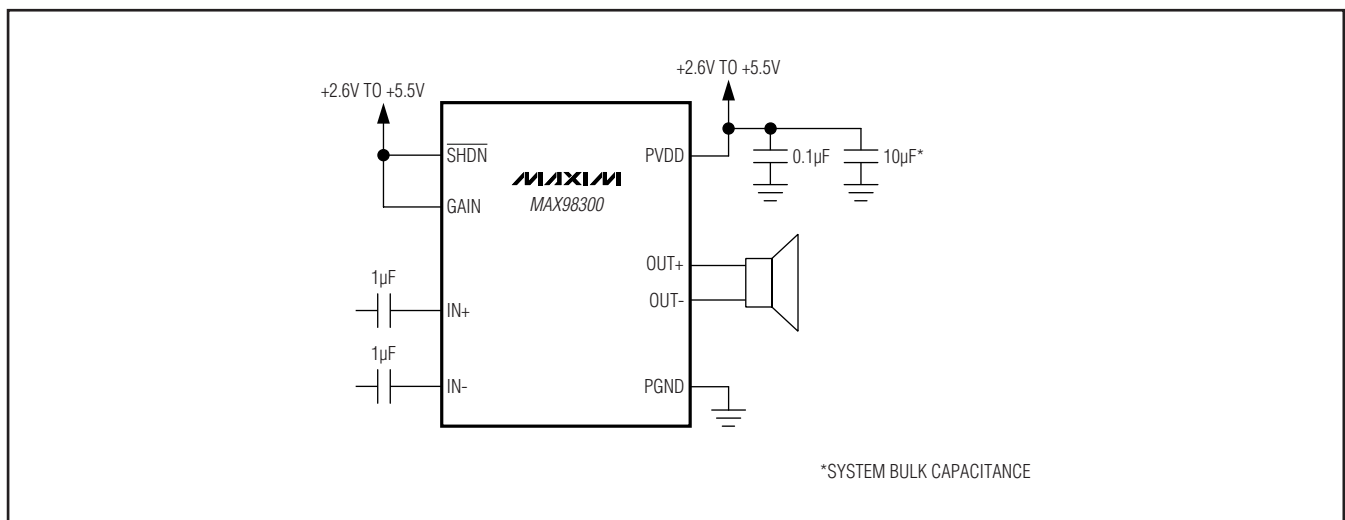 +2.6V TO +5.5V
+2.6V TO +5.5V
SHDN
PVDD
0.1µF
10µF*
MAXIM
MAX98300
GAIN
OUT+
1µF
IN+
OUT-
1µF
IN-
PGND
*SYSTEM BULK CAPACITANCE